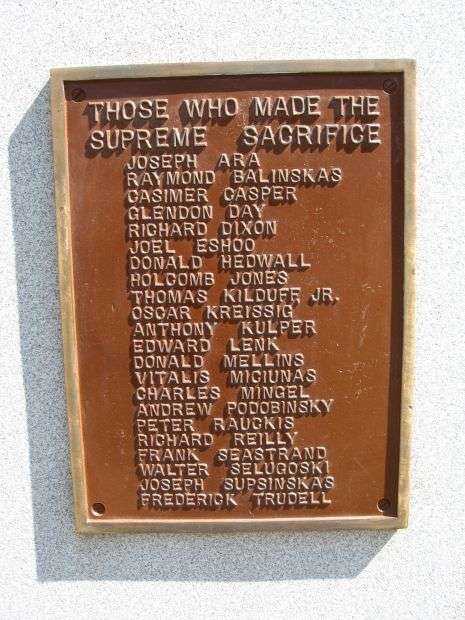 THOSE WHO MADE THE
SUPREME SACRIFICE
JOSEPH ARA
RAYMOND BALINSKAS
CASIMER CASPER
GLENDON DAY
RICHARD DIXON
JOEL ESHOO
DONALD HEDWALL
HOLCOMB JONES
THOMAS KILDUFF JR.
OSCAR KREISSIG
ANTHONY KULPER
EDWARD LENK
DONALD MELLINS
VITALIS MICIUNAS
CHARLES MINGEL
ANDREW PODOBINSKY
PETER RAUCKIS
RICHARD REILLY
FRANK SEASTRAND
WALTER SELUGOSKI
JOSEPH SUPSINSKAS
FREDERICK TRUDELL